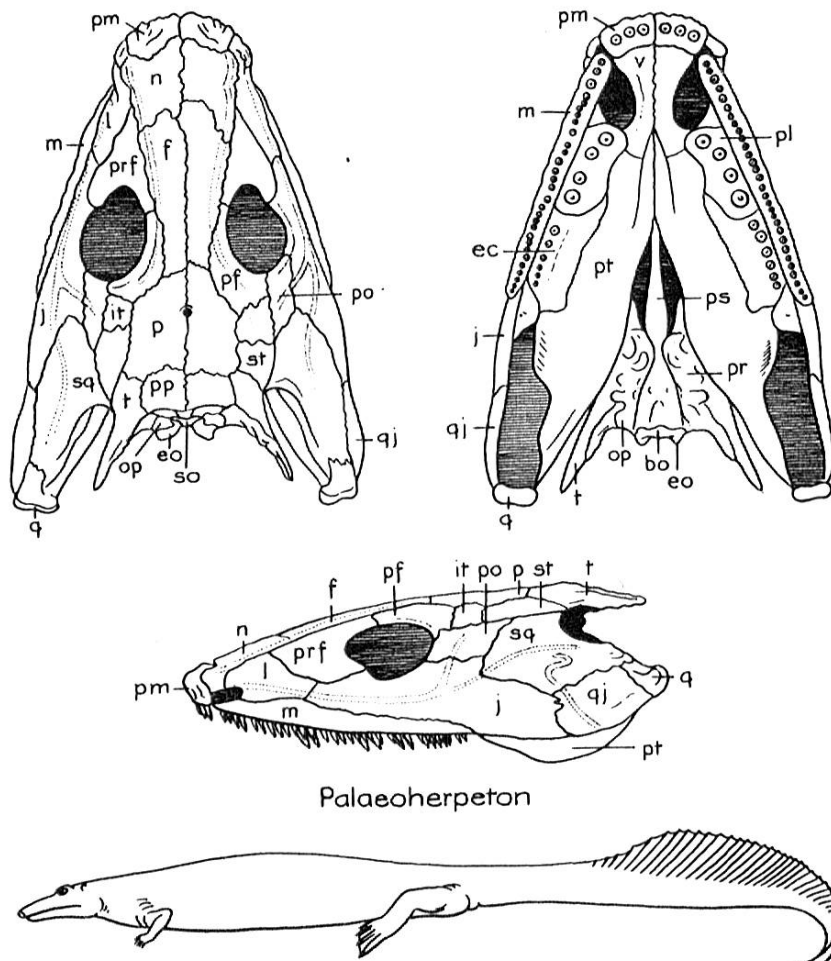 pm
n
l
m
f
prf
pf
po
it
j
p
st
sq
pp
t
qj
op
eo
so
q
pm
v
m
pl
ec
pt
ps
j
pr
qj
op
bo
eo
q
t
f
pf
it
po
p
st
t
n
sq
prf
l
pm
q
qj
m
j
pt
Palaeoherpeton